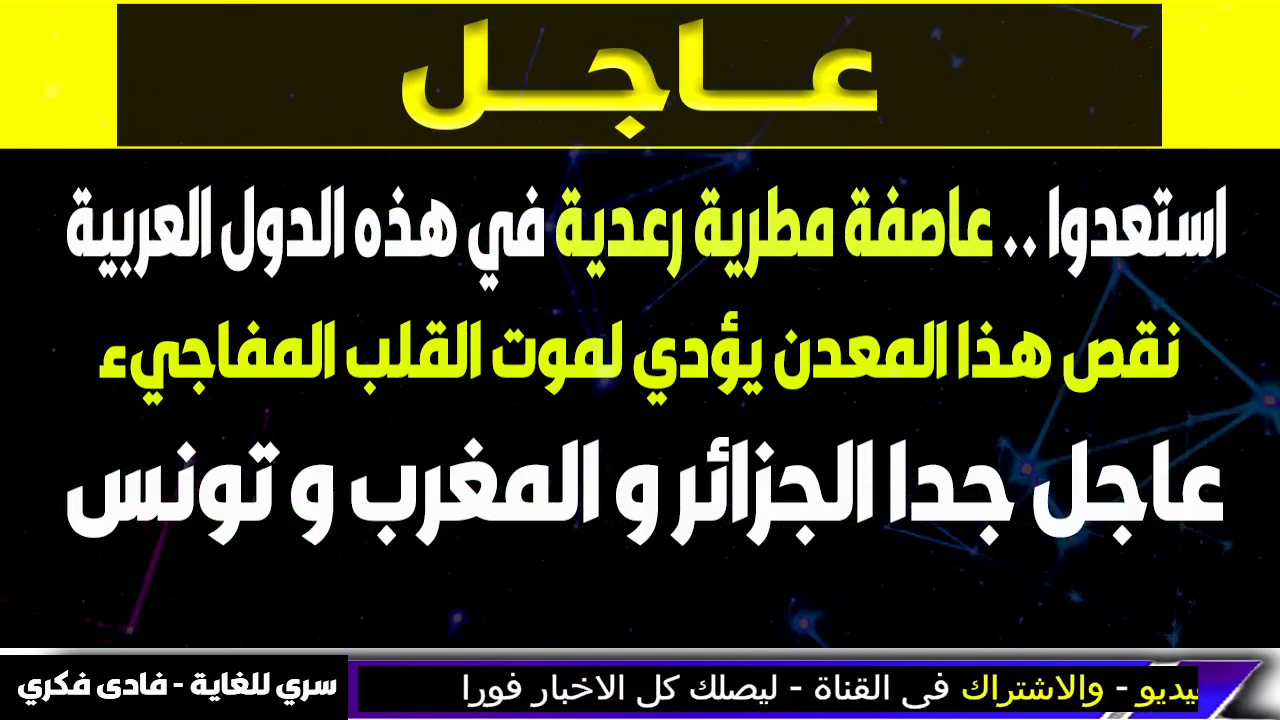 عاجل
استعدوا .. عاصفة مطرية رعدية في هذه الدول العربية
نقص هذا المعدن يؤدي لموت القلب المفاجيء
عاجل جدا الجزائر و المغرب و تونس
يديو - والاشتراك فى القناة - ليصلك كل الاخبار فورا
سري للغاية - فادى فكري